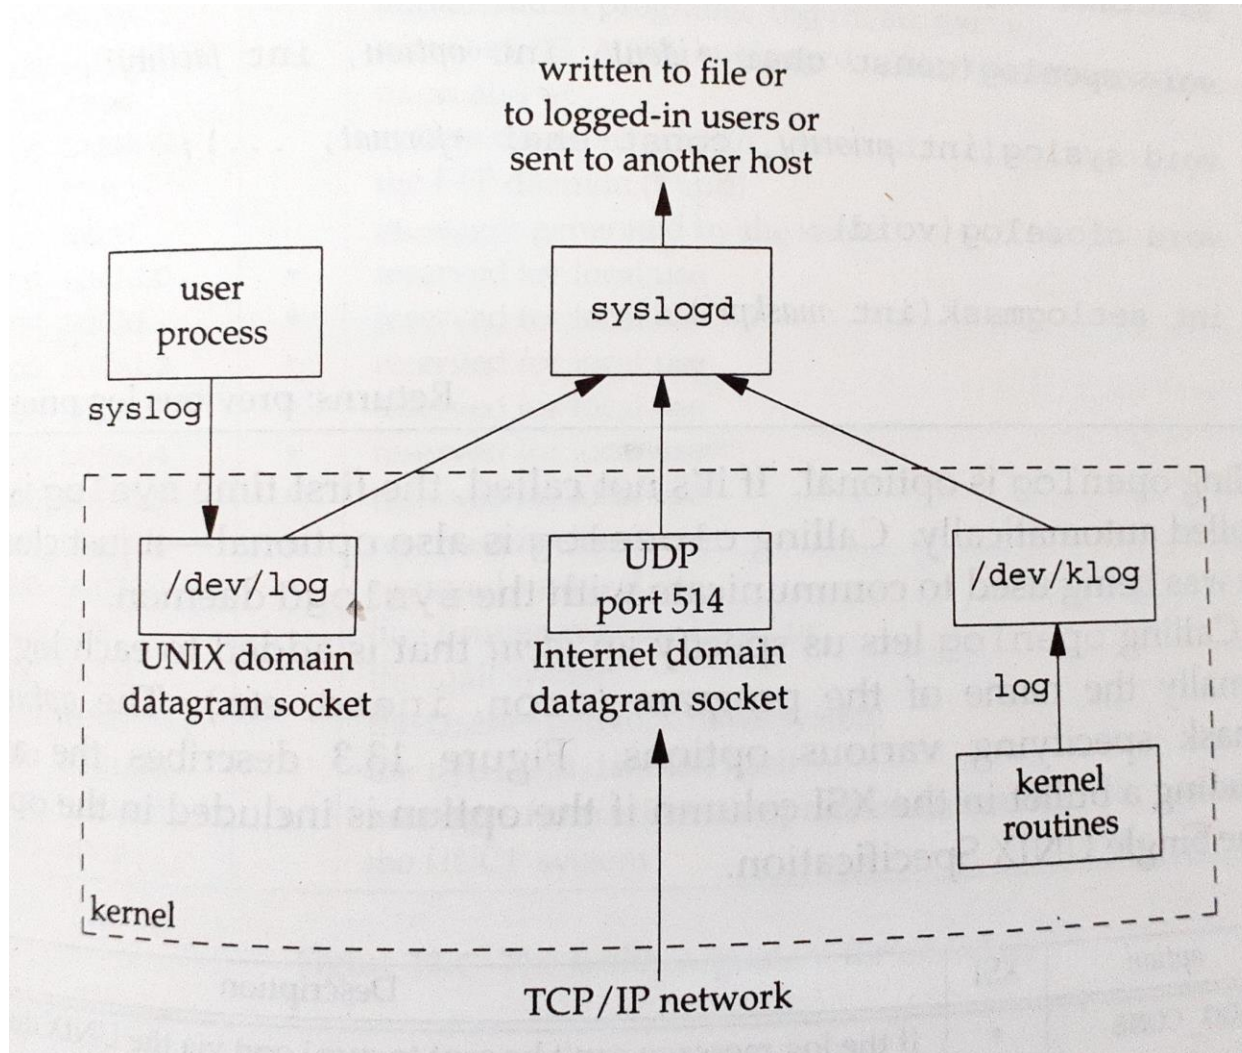 written to file or
to logged-in users or
sent to another host
user
process
syslogd
syslog
/dev/log
UNIX domain
datagram socket
UDP
port 514
Internet domain
datagram socket
/dev/klog
log
kernel
routines
kernel
TCP/IP network